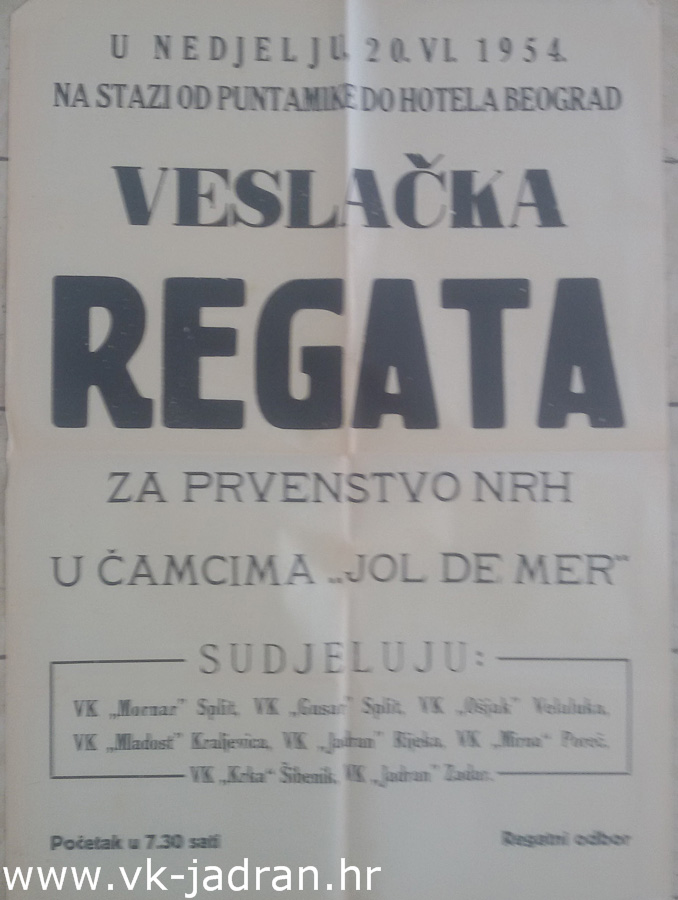 U NEDJELJU, 20. VI. 1954.
NA STAZI OD PUNTAMIKE DO HOTELA BEOGRAD
VESLAČKA
REGATA
ZA PRVENSTVO NRH
U ČAMCIMA „JOL DE MER”
SUDJELUJU:
VK „Mornar” Split, VK „Gusar” Split, VK „Ošjak” Velaluka,
VK „Mladost” Kraljevica, VK „Jadran” Rijeka, VK „Mirna” Poreč,
VK „Krka” Šibenik, VK „Jadran” Zadar.
Početak u 7.30 sati
Regatni odbor
www.vk-jadran.hr